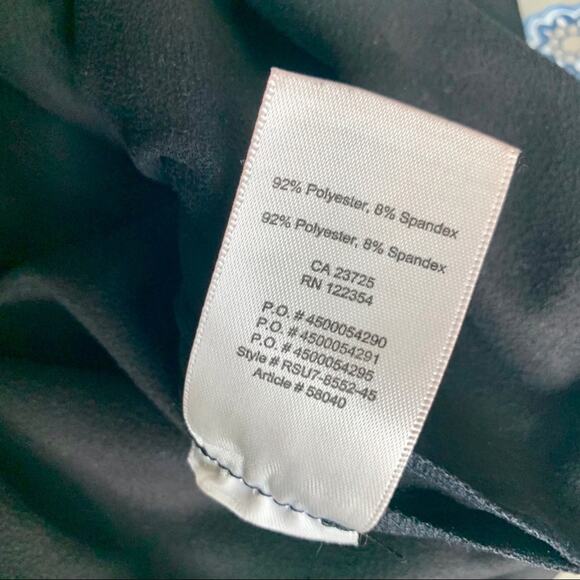 92% Polyester, 8% Spandex
92% Polyester, 8% Spandex
CA 23725
RN 122354
P.O. # 4500054290
P.O. # 4500054291
P.O. # 4500054295
Style # RSU7-8552-45
Article # 58040